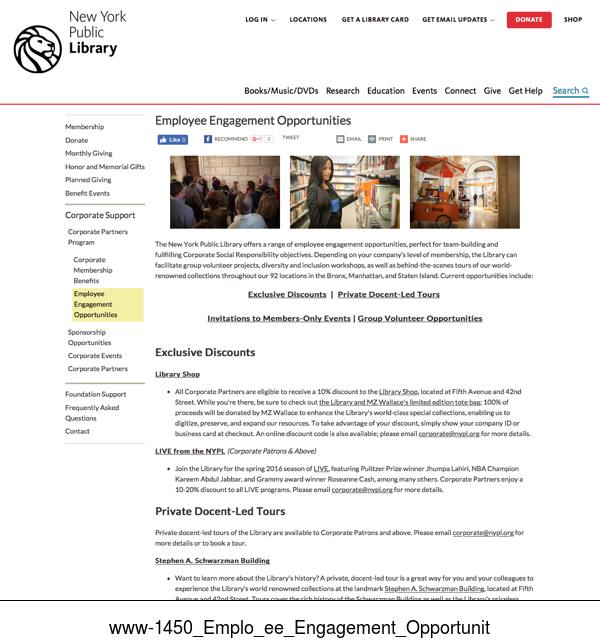 New York
Public
Library
LOG IN
LOCATIONS
GET A LIBRARY CARD
GET EMAIL UPDATES
DONATE
SHOP
Books/Music/DVDs Research Education Events Connect Give Get Help Search
Membership
Donate
Monthly Giving
Honor and Memorial Gifts
Planned Giving
Benefit Events
Corporate Support
Corporate Partners
Program
Corporate
Membership
Benefits
Employee
Engagement
Opportunities
Sponsorship
Opportunities
Corporate Events
Corporate Partners
Foundation Support
Frequently Asked
Questions
Contact
Employee Engagement Opportunities
Like 0
RECOMMEND
G+1 0
TWEET
EMAIL
PRINT
SHARE
The New York Public Library offers a range of employee engagement opportunities, perfect for team-building and
fullfilling Corporate Social Responsibility objectives. Depending on your company's level of membership, the Library can
facilitate group volunteer projects, diversity and inclusion workshops, as well as behind-the-scenes tours of our world-
renowned collections throughout our 92 locations in the Bronx, Manhattan, and Staten Island. Current opportunities include:
Exclusive Discounts | Private Docent-Led Tours
Invitations to Members-Only Events | Group Volunteer Opportunities
Exclusive Discounts
Library Shop
• All Corporate Partners are eligible to receive a 10% discount to the Library Shop, located at Fifth Avenue and 42nd
Street. While you're there, be sure to check out the Library and MZ Wallace's limited edition tote bag; 100% of
proceeds will be donated by MZ Wallace to enhance the Library's world-class special collections, enabling us to
digitize, preserve, and expand our resources. To take advantage of your discount, simply show your company ID or
business card at checkout. An online discount code is also available; please email corporate@nypl.org for more details.
LIVE from the NYPL (Corporate Patrons & Above)
• Join the Library for the spring 2016 season of LIVE, featuring Pulitzer Prize winner Jhumpa Lahiri, NBA Champion
Kareem Abdul Jabbar, and Grammy award winner Roseanne Cash, among many others. Corporate Partners enjoy a
10-20% discount to all LIVE programs. Please email corporate@nypl.org for more details.
Private Docent-Led Tours
Private docent-led tours of the Library are available to Corporate Patrons and above. Please email corporate@nypl.org for
more details or to book a tour.
Stephen A. Schwarzman Building
• Want to learn more about the Library's history? A private, docent-led tour is a great way for you and your colleagues to
experience the Library's world renowned collections at the landmark Stephen A. Schwarzman Building, located at Fifth
Avenue and 42nd Street. Tours cover the rich history of the Schwarzman Building as well as the Library's priceless
www-1450_Emplo_ee_Engagement_Opportunit